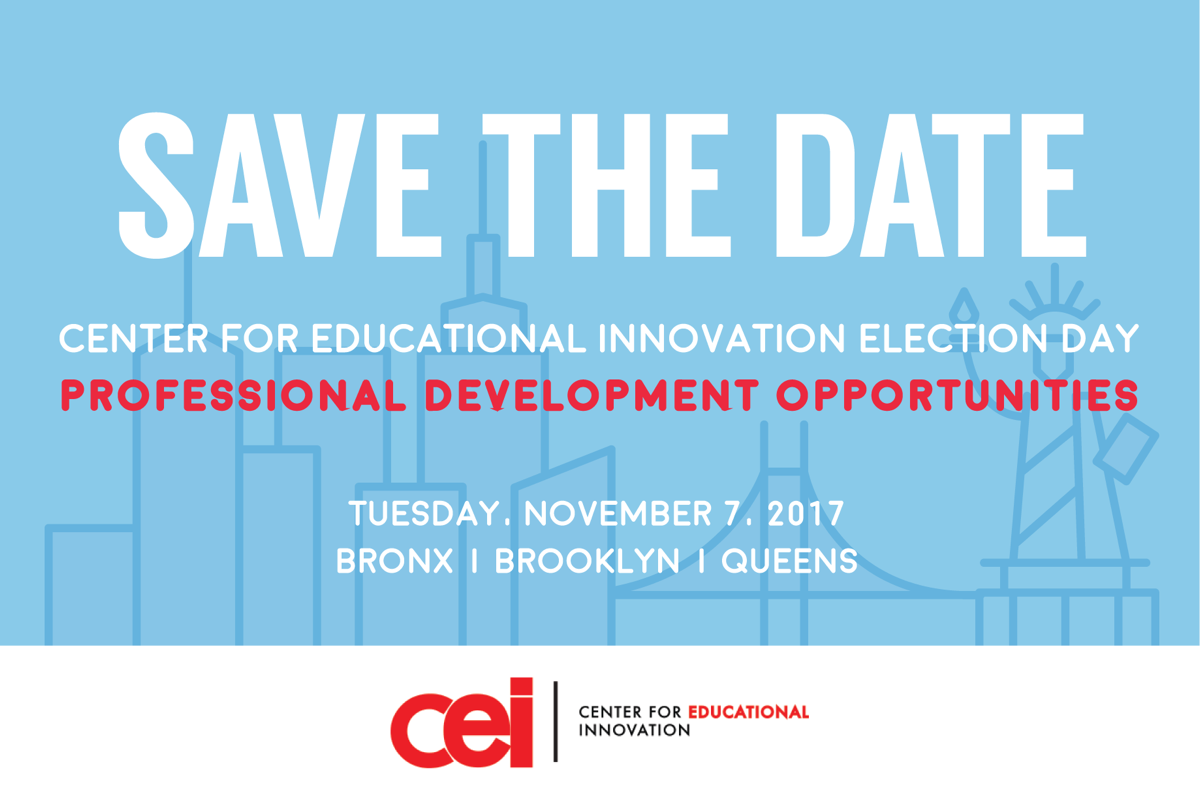 SAVE THE DATE
CENTER FOR EDUCATIONAL INNOVATION ELECTION DAY
PROFESSIONAL DEVELOPMENT OPPORTUNITIES
TUESDAY, NOVEMBER 7, 2017
BRONX | BROOKLYN | QUEENS
cei
CENTER FOR EDUCATIONAL
INNOVATION